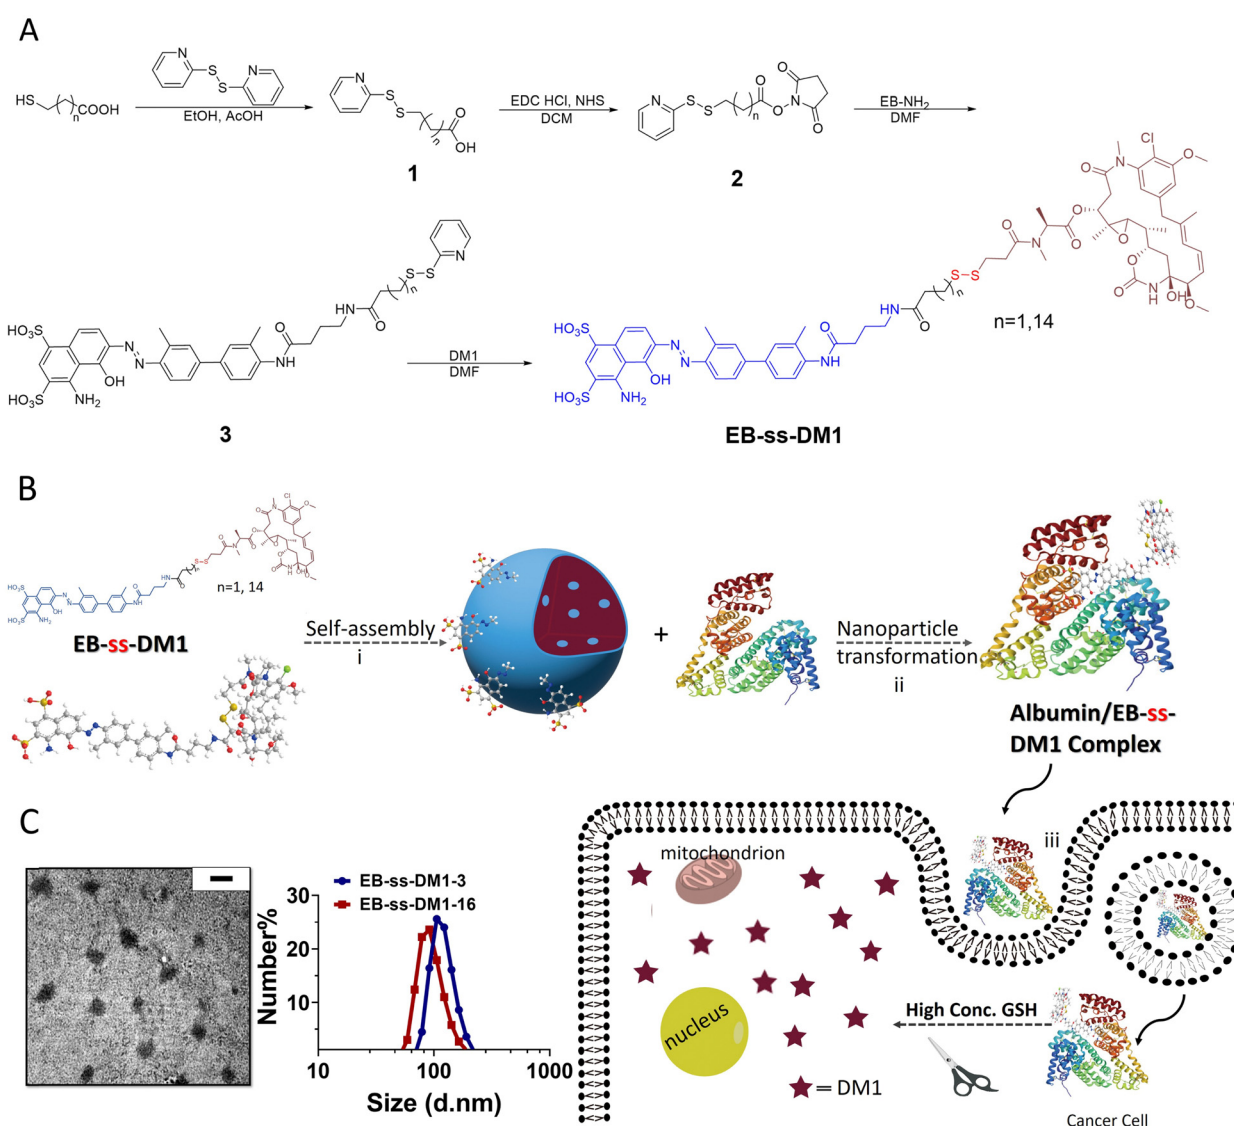 A
HS
COOH
n
N
S
S
N
EtOH, AcOH
N
S
S
n
O
OH
1
EDC HCl, NHS
DCM
N
S
S
n
O
O
N
O
O
2
EB-NH2
DMF
HO3S
HO3S
NH2
OH
N
N
NH
O
HN
O
n
S
S
N
3
DM1
DMF
HO3S
HO3S
NH2
OH
N
N
NH
O
HN
O
n
S
S
O
N
O
O
O
N
Cl
O
O
O
O
N
H
OH
O
n=1,14
EB-ss-DM1
B
HO3S
HO3S
NH2
OH
n=1, 14
EB-ss-DM1
Self-assembly
i
+
Nanoparticle
transformation
ii
Albumin/EB-ss-
DM1 Complex
C
30
20
10
Number%
EB-ss-DM1-3
EB-ss-DM1-16
10
100
1000
Size (d.nm)
mitochondrion
iii
nucleus
High Conc. GSH
= DM1
Cancer Cell